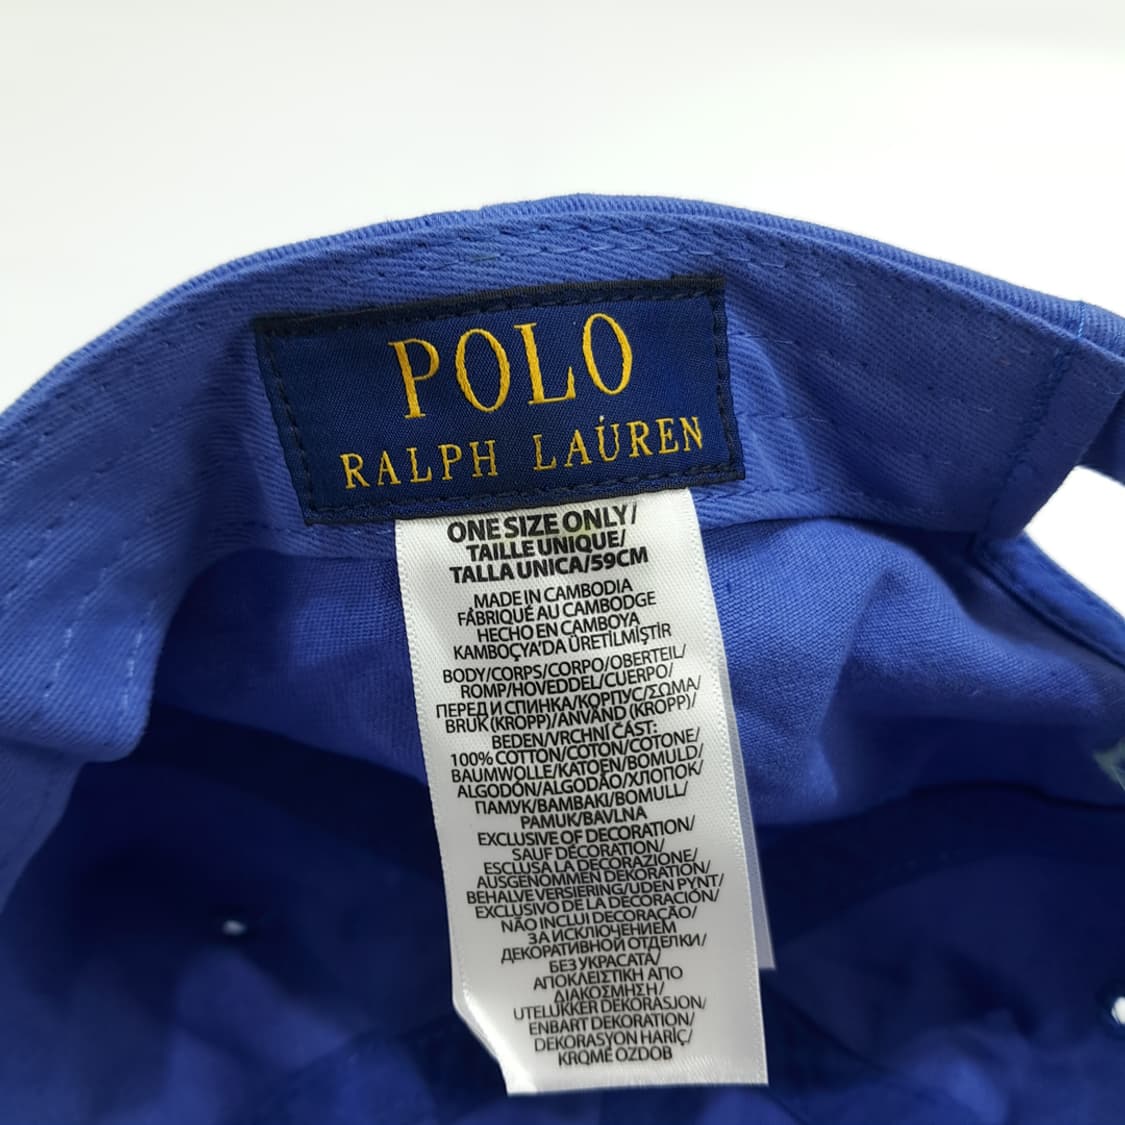 POLO
RALPH LAUREN
ONE SIZE ONLY/
TAILLE UNIQUE/
TALLA UNICA/59CM
MADE IN CAMBODIA
FABRIQUÉ AU CAMBODGE
HECHO EN CAMBOYA
KAMBOÇYA'DA ÜRETİLMİŞTİR
BODY/CORPS/CORPO/OBERTEIL/
ROMP/HOVEDDEL/CUERPO/
ПЕРЕД И СПИНКА/КОРПУС/ΣΩΜΑ/
BRUK (KROPP)/ANVÄND (KROPP)/
BEDEN/VRCHNÍ ČÁST:
100% COTTON/COTON/COTONE/
BAUMWOLLE/KATOEN/BOMULD/
ALGODÓN/ALGODÃO/ХЛОПОК/
ПАМУК/BAMBAKI/BOMULL/
PAMUK/BAVLNA
EXCLUSIVE OF DECORATION/
SAUF DÉCORATION/
ESCLUSA LA DECORAZIONE/
AUSGENOMMEN DEKORATION/
BEHALVE VERSIERING/UDEN PYNT/
EXCLUSIVO DE LA DECORACIÓN/
NÃO INCLUI DECORAÇÃO/
ЗА ИСКЛЮЧЕНИЕМ
ДЕКОРАТИВНОЙ ОТДЕЛКИ/
БЕЗ УКРАСАТА/
ΑΠΟΚΛΕΙΣΤΙΚΗ ΑΠΟ
ΔΙΑΚΟΣΜΗΣΗ/
UTELUKKER DEKORASJON/
ENBART DEKORATION/
DEKORASYON HARİÇ/
KROMĚ OZDOB